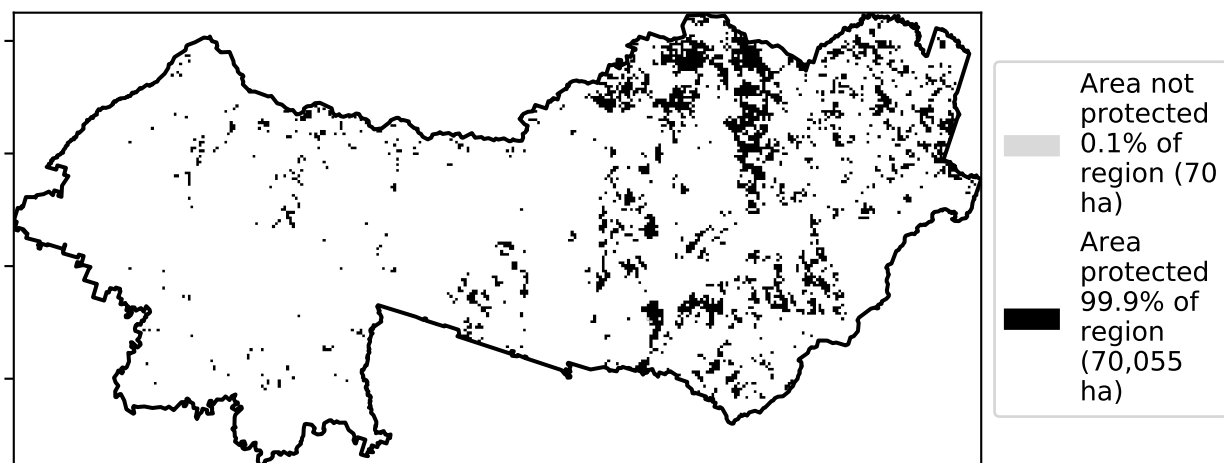 Area not
protected
0.1% of
region (70
ha)
Area
protected
99.9% of
region
(70,055
ha)